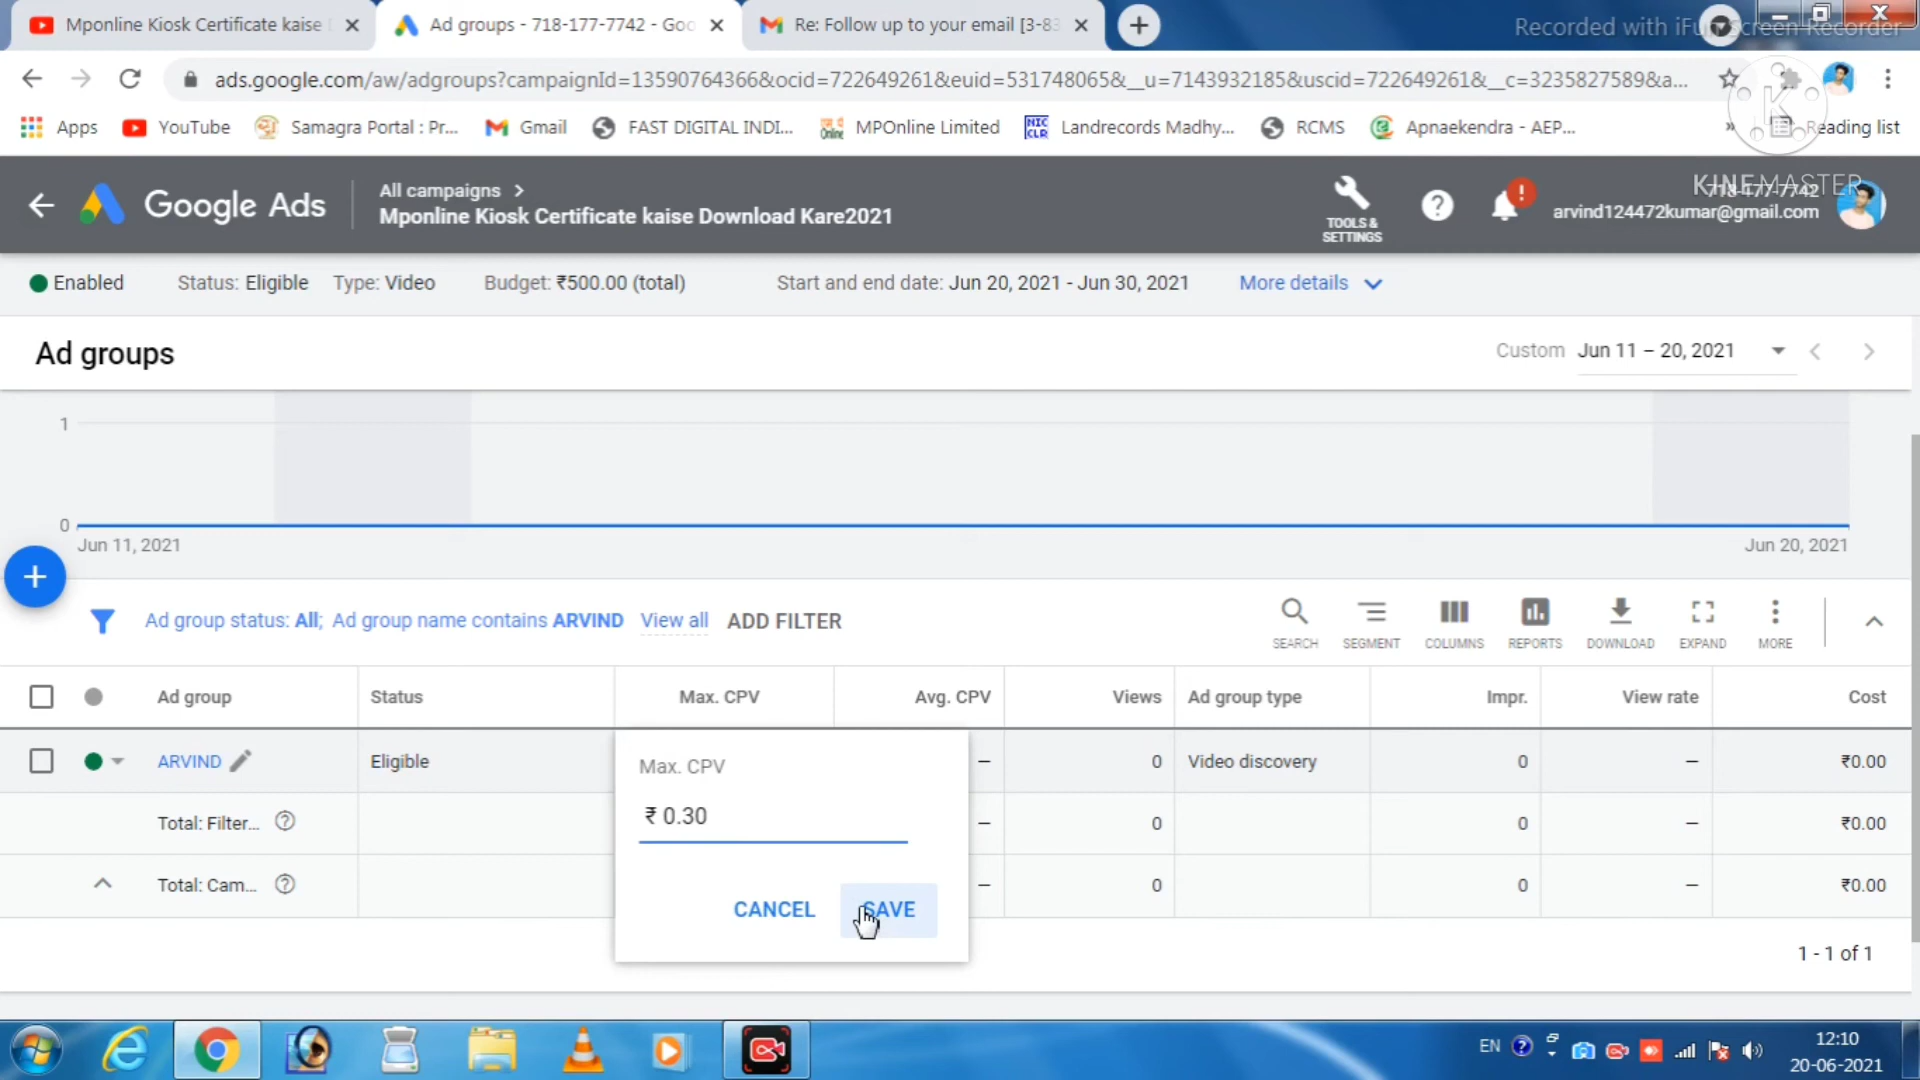 Mponline Kiosk Certificate kaise D
Ad groups - 718-177-7742 - Goo
Re: Follow up to your email [3-83
Recorded with iFun Screen Recorder
ads.google.com/aw/adgroups?campaignId=13590764366&ocid=722649261&euid=531748065&__u=7143932185&uscid=722649261&__c=3235827589&a...
Apps
YouTube
Samagra Portal : Pr...
Gmail
FAST DIGITAL INDI...
MPOnline Limited
Landrecords Madhy...
RCMS
Apnaekendra - AEP...
»
Reading list
Google Ads
All campaigns >
Mponline Kiosk Certificate kaise Download Kare2021
TOOLS &
SETTINGS
KINEMASTER
718-177-7742
arvind124472kumar@gmail.com
Enabled
Status: Eligible
Type: Video
Budget: ₹500.00 (total)
Start and end date: Jun 20, 2021 - Jun 30, 2021
More details
Ad groups
Custom
Jun 11 – 20, 2021
1
0
Jun 11, 2021
Jun 20, 2021
Ad group status: All; Ad group name contains ARVIND
View all
ADD FILTER
SEARCH
SEGMENT
COLUMNS
REPORTS
DOWNLOAD
EXPAND
MORE
Ad group
Status
Max. CPV
Avg. CPV
Views
Ad group type
Impr.
View rate
Cost
ARVIND
Eligible
–
0
Video discovery
0
–
₹0.00
Max. CPV
₹ 0.30
CANCEL
SAVE
Total: Filter...
–
0
0
–
₹0.00
Total: Cam...
–
0
0
–
₹0.00
1 - 1 of 1
EN
12:10
20-06-2021